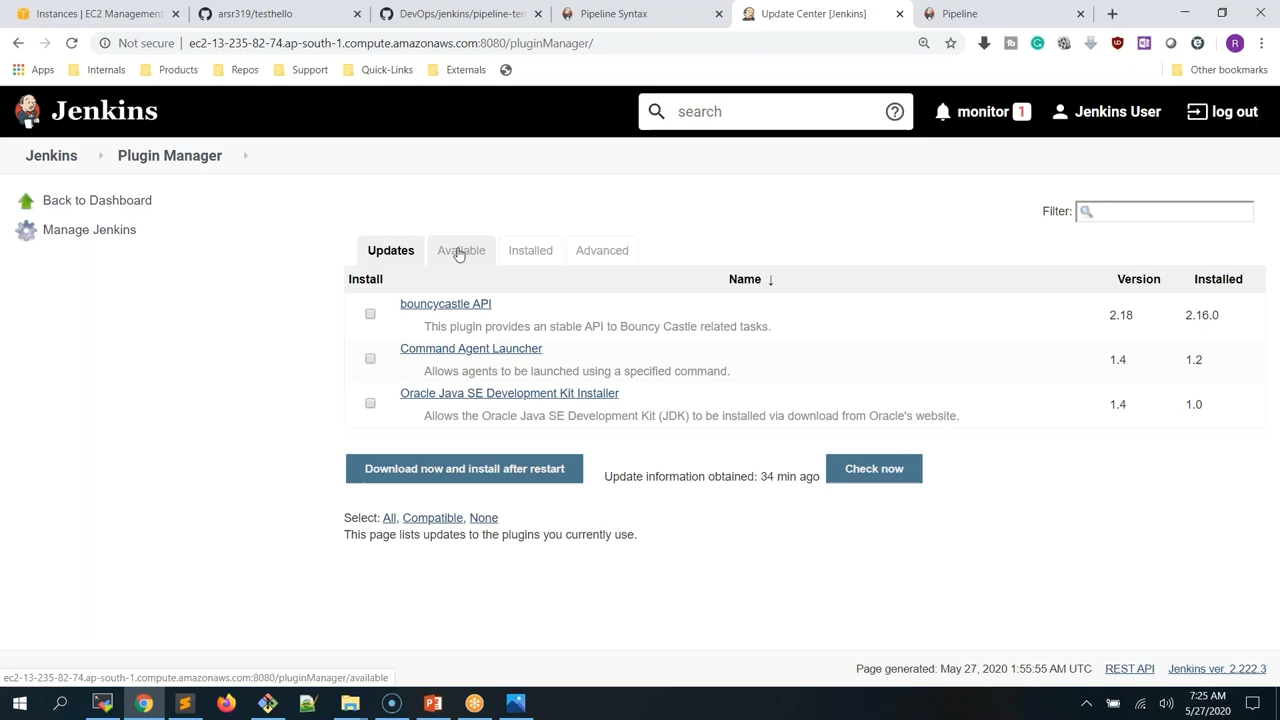 Instances | EC2 Management
arsr319/testhello
DevOps/jenkins/pipeline-ten
Pipeline Syntax
Update Center [Jenkins]
Pipeline
Not secure | ec2-13-235-82-74.ap-south-1.compute.amazonaws.com:8080/pluginManager/
Apps Internals Products Repos Support Quick-Links Externals Other bookmarks
Jenkins search monitor 1 Jenkins User log out
Jenkins Plugin Manager
Back to Dashboard
Manage Jenkins
Filter:
Updates Available Installed Advanced
Install Name ↓ Version Installed
bouncycastle API
This plugin provides an stable API to Bouncy Castle related tasks.
2.18 2.16.0
Command Agent Launcher
Allows agents to be launched using a specified command.
1.4 1.2
Oracle Java SE Development Kit Installer
Allows the Oracle Java SE Development Kit (JDK) to be installed via download from Oracle's website.
1.4 1.0
Download now and install after restart Update information obtained: 34 min ago Check now
Select: All, Compatible, None
This page lists updates to the plugins you currently use.
Page generated: May 27, 2020 1:55:55 AM UTC REST API Jenkins ver. 2.222.3
ec2-13-235-82-74.ap-south-1.compute.amazonaws.com:8080/pluginManager/available
7:25 AM
5/27/2020